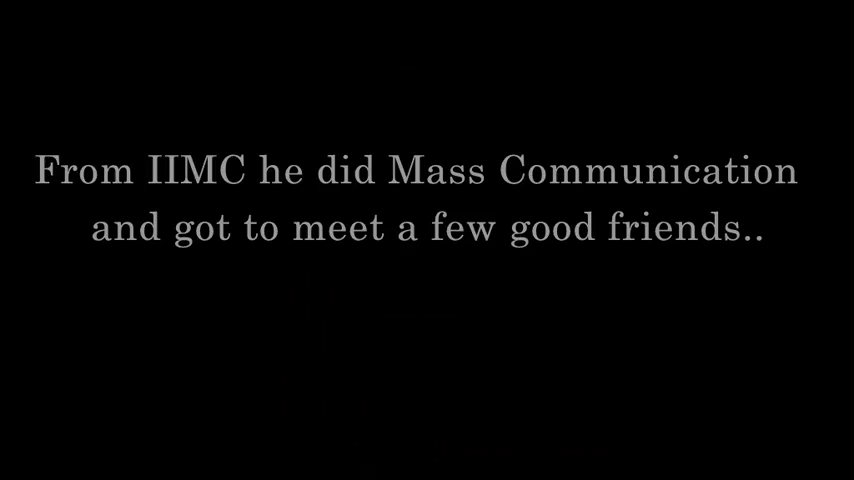 From IIMC he did Mass Communication
and got to meet a few good friends..